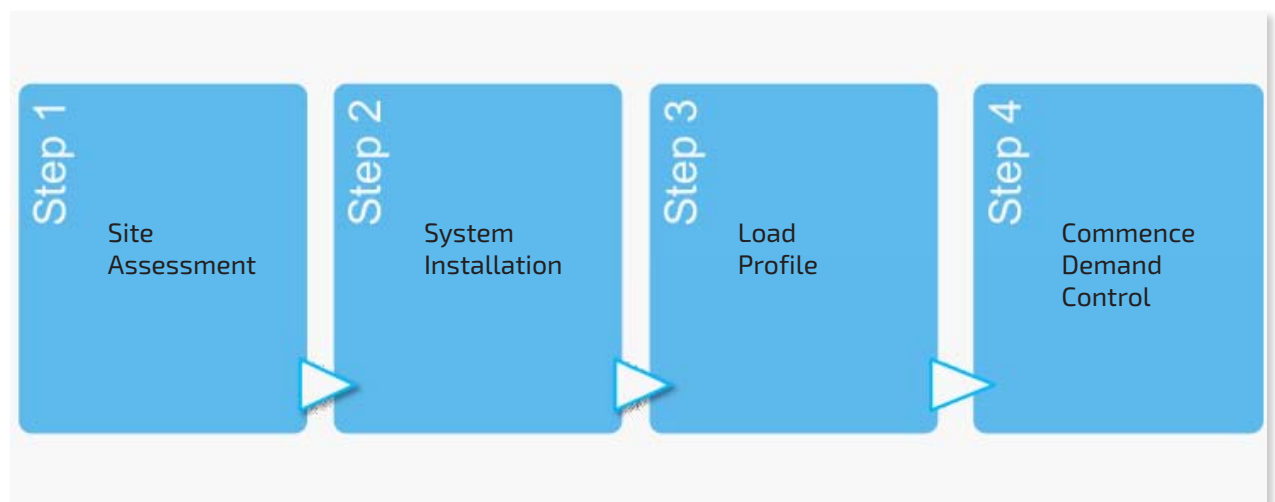 Step 1
Site
Assessment
Step 2
System
Installation
Step 3
Load
Profile
Step 4
Commence
Demand
Control